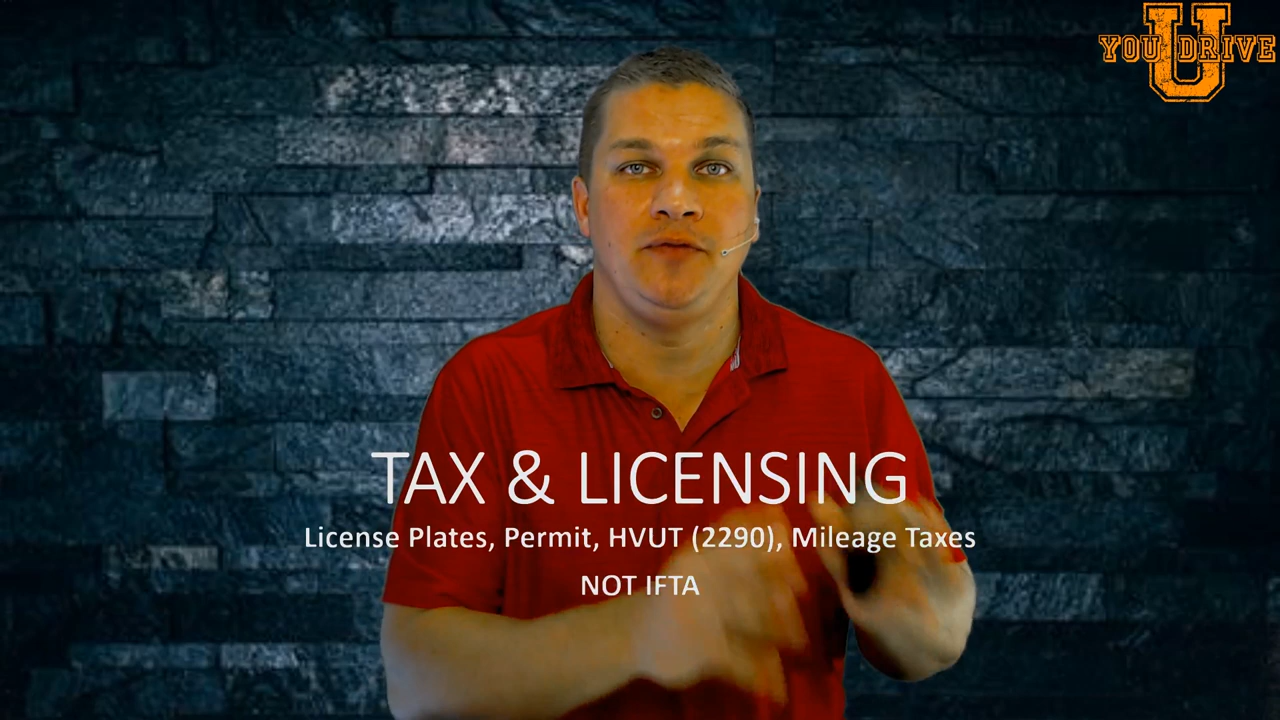 YOU DRIVE
U
TAX & LICENSING
License Plates, Permit, HVUT (2290), Mileage Taxes
NOT IFTA